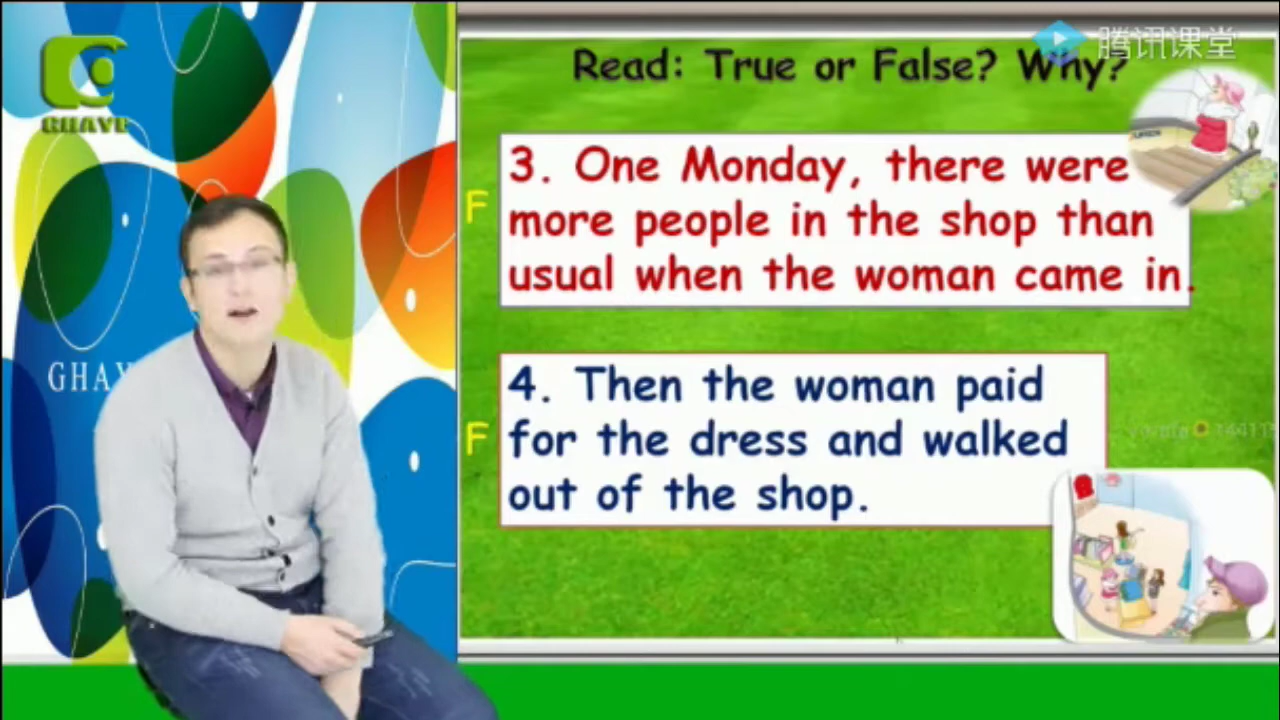 腾讯课堂
Read: True or False? Why?
GHAYE
3. One Monday, there were
F
more people in the shop than
usual when the woman came in.
GHAY
4. Then the woman paid
F
for the dress and walked
out of the shop.